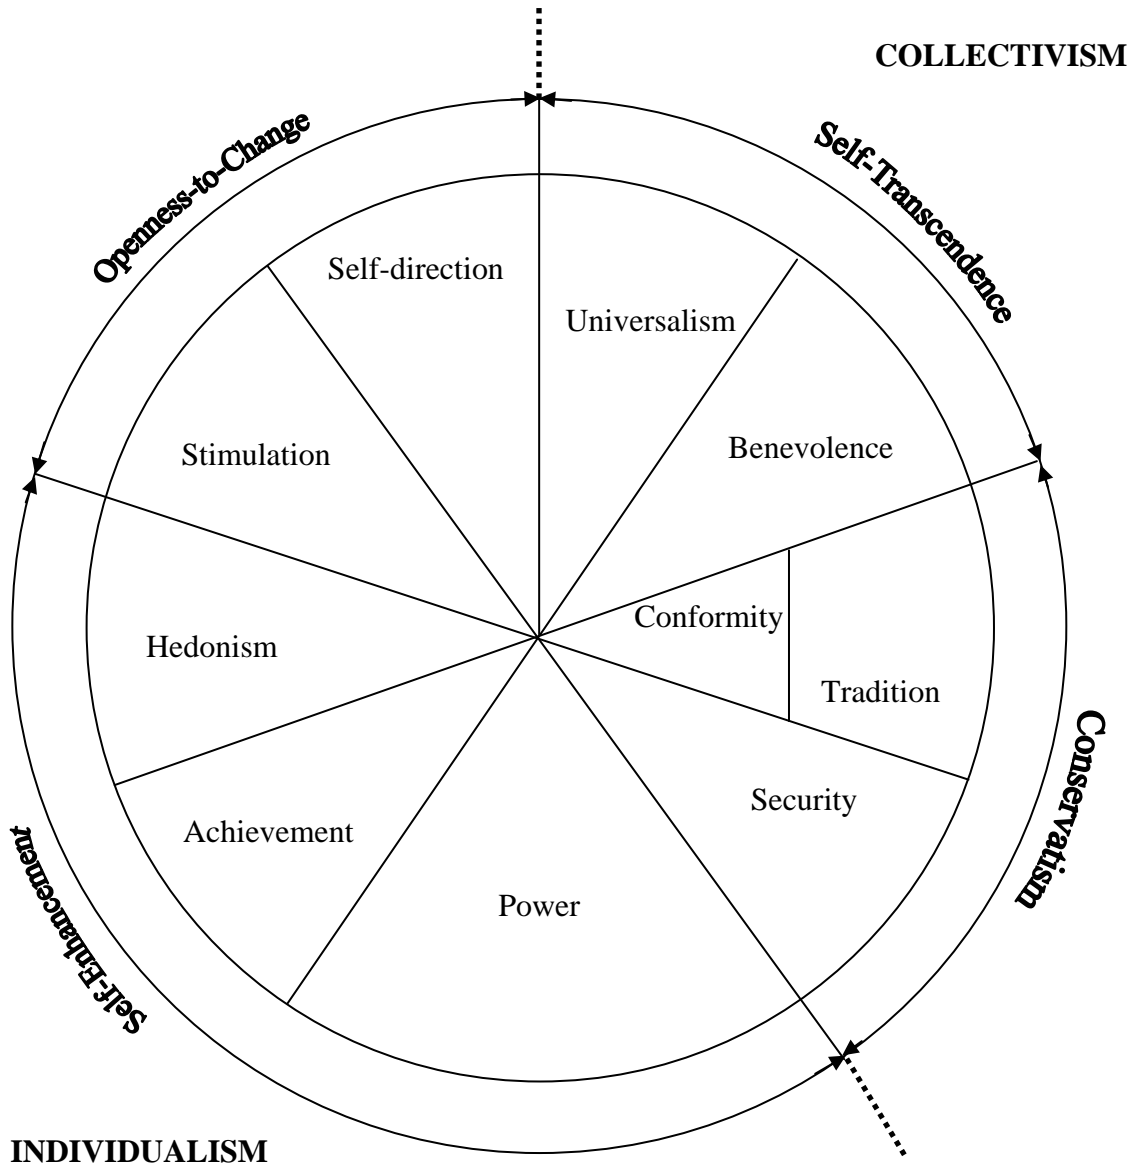 COLLECTIVISM
Openness-to-Change
Self-Transcendence
Self-direction
Universalism
Stimulation
Benevolence
Conformity
Hedonism
Tradition
Conservatism
Security
Achievement
Self-Enhancement
Power
INDIVIDUALISM